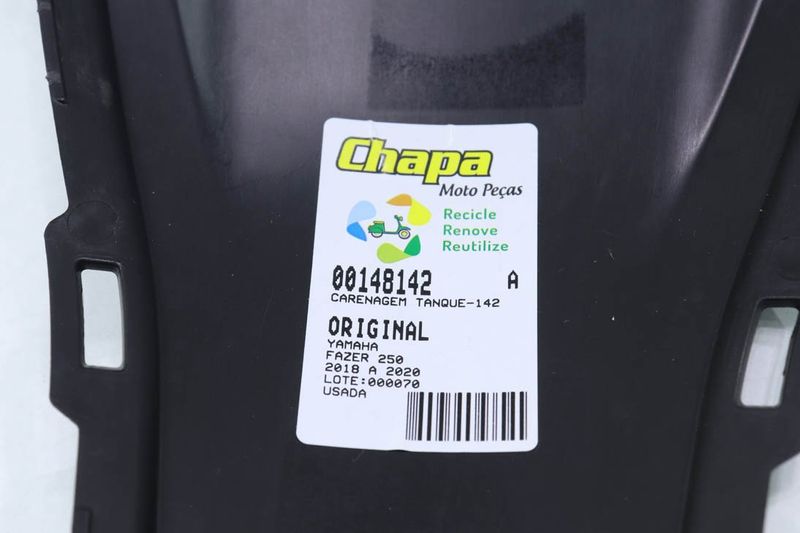 Chapa
Moto Peças
Recicle
Renove
Reutilize
00148142 A
CARENAGEM TANQUE-142
ORIGINAL
YAMAHA
FAZER 250
2018 A 2020
LOTE:000070
USADA